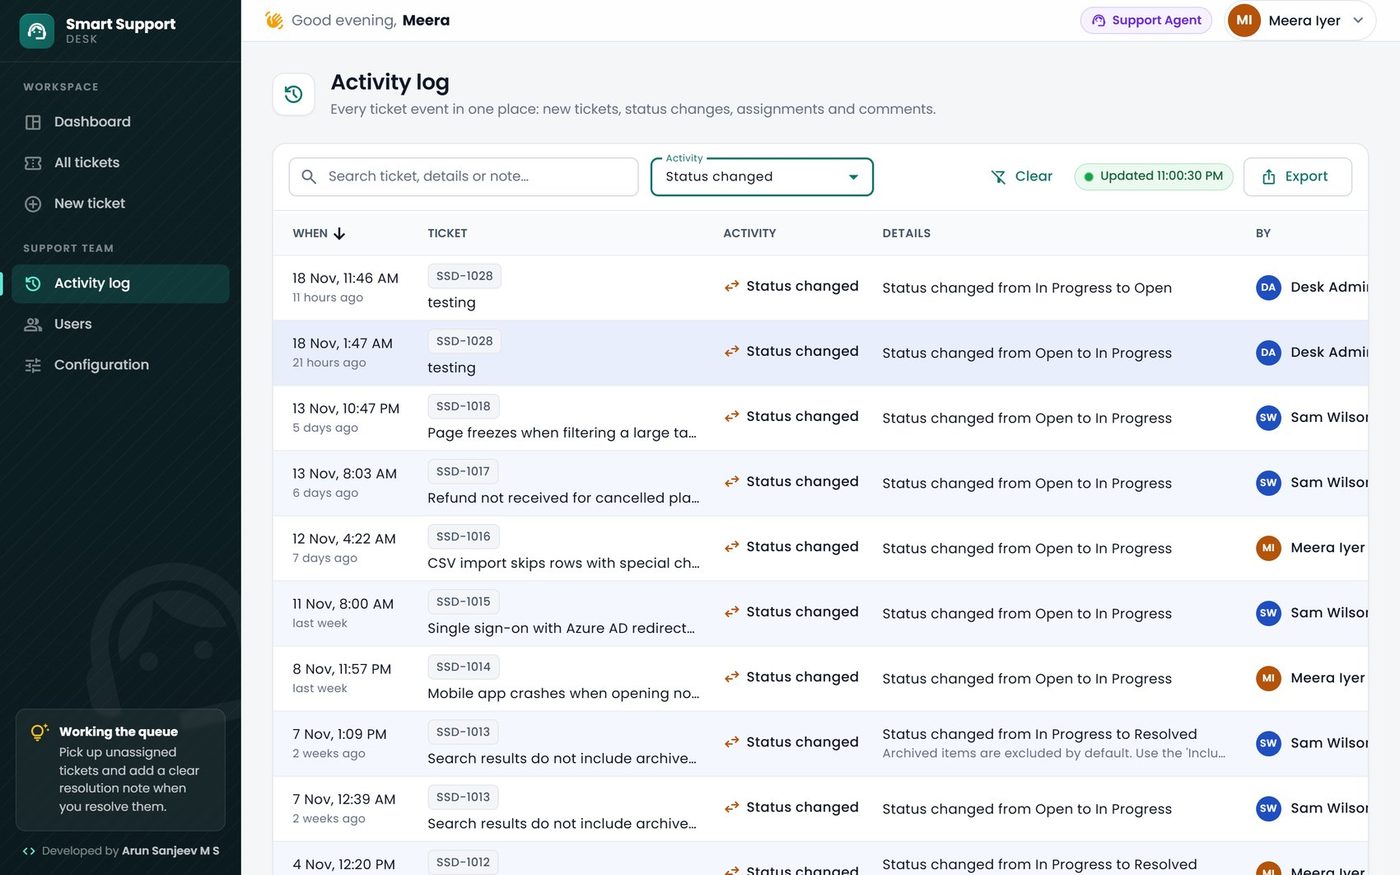 Smart Support
DESK
WORKSPACE
Dashboard
All tickets
New ticket
SUPPORT TEAM
Activity log
Users
Configuration
Working the queue
Pick up unassigned
tickets and add a clear
resolution note when
you resolve them.
Developed by Arun Sanjeev M S
Good evening, Meera
Support Agent
MI Meera Iyer
Activity log
Every ticket event in one place: new tickets, status changes, assignments and comments.
Search ticket, details or note...
Activity
Status changed
Clear
Updated 11:00:30 PM
Export
WHEN TICKET ACTIVITY DETAILS BY
18 Nov, 11:46 AM
11 hours ago
SSD-1028
testing
Status changed
Status changed from In Progress to Open
DA Desk Admi
18 Nov, 1:47 AM
21 hours ago
SSD-1028
testing
Status changed
Status changed from Open to In Progress
DA Desk Admi
13 Nov, 10:47 PM
5 days ago
SSD-1018
Page freezes when filtering a large ta...
Status changed
Status changed from Open to In Progress
SW Sam Wilso
13 Nov, 8:03 AM
6 days ago
SSD-1017
Refund not received for cancelled pla...
Status changed
Status changed from Open to In Progress
SW Sam Wilso
12 Nov, 4:22 AM
7 days ago
SSD-1016
CSV import skips rows with special ch...
Status changed
Status changed from Open to In Progress
MI Meera Iyer
11 Nov, 8:00 AM
last week
SSD-1015
Single sign-on with Azure AD redirect...
Status changed
Status changed from Open to In Progress
SW Sam Wilso
8 Nov, 11:57 PM
last week
SSD-1014
Mobile app crashes when opening no...
Status changed
Status changed from Open to In Progress
MI Meera Iyer
7 Nov, 1:09 PM
2 weeks ago
SSD-1013
Search results do not include archive...
Status changed
Status changed from In Progress to Resolved
Archived items are excluded by default. Use the 'Inclu...
SW Sam Wilso
7 Nov, 12:39 AM
2 weeks ago
SSD-1013
Search results do not include archive...
Status changed
Status changed from Open to In Progress
SW Sam Wilso
4 Nov, 12:20 PM
SSD-1012
Status changed
Status changed from In Progress to Resolved
MI Meera Iyer